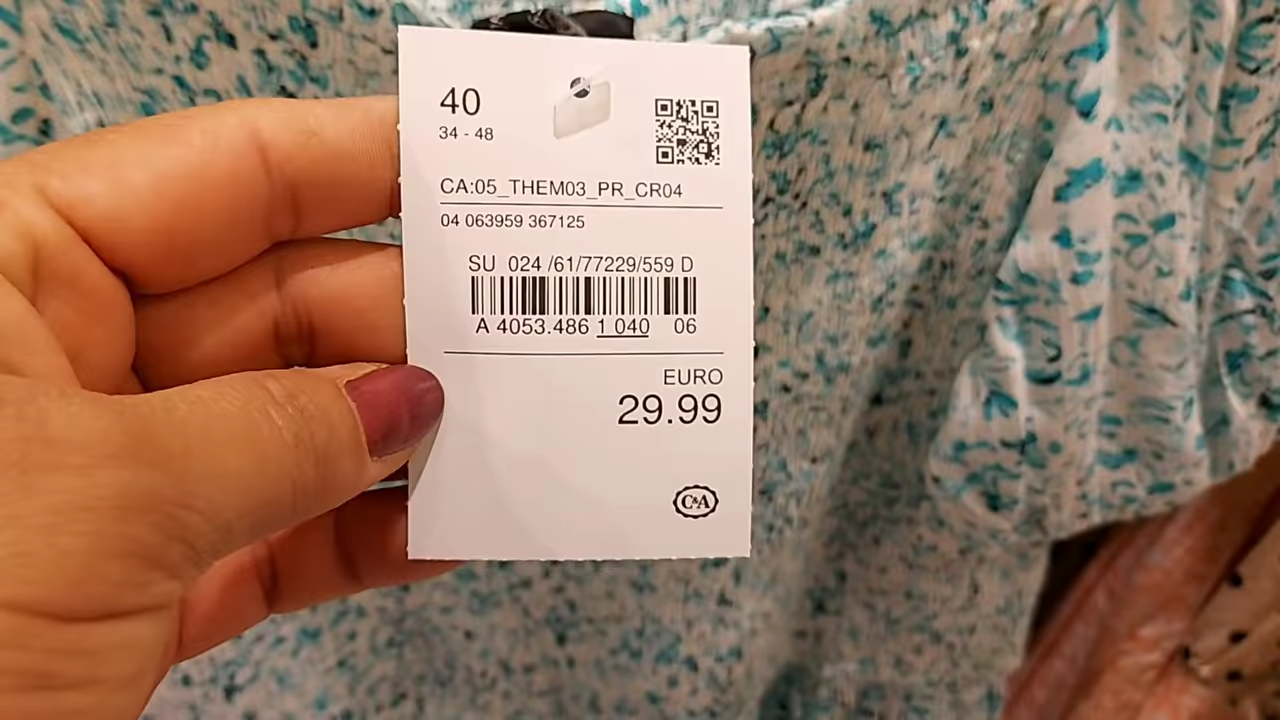 40
34 - 48
CA:05_THEM03_PR_CR04
04 063959 367125
SU 024 /61/77229/559 D
A 4053.486 1 040 06
EURO
29.99
C&A